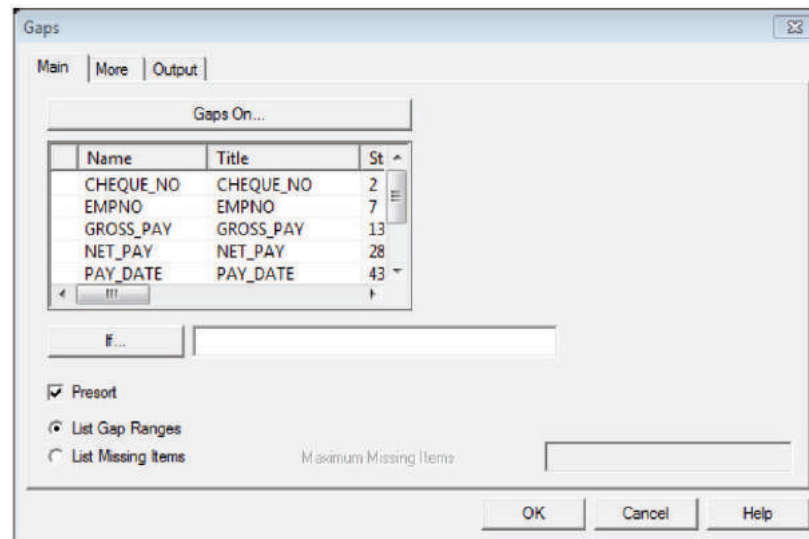 Gaps
Main More Output
Gaps On...
Name Title St
CHEQUE_NO CHEQUE_NO 2
EMPNO EMPNO 7
GROSS_PAY GROSS_PAY 13
NET_PAY NET_PAY 28
PAY_DATE PAY_DATE 43
If...
Presort
List Gap Ranges
List Missing Items Maximum Missing Items
OK Cancel Help